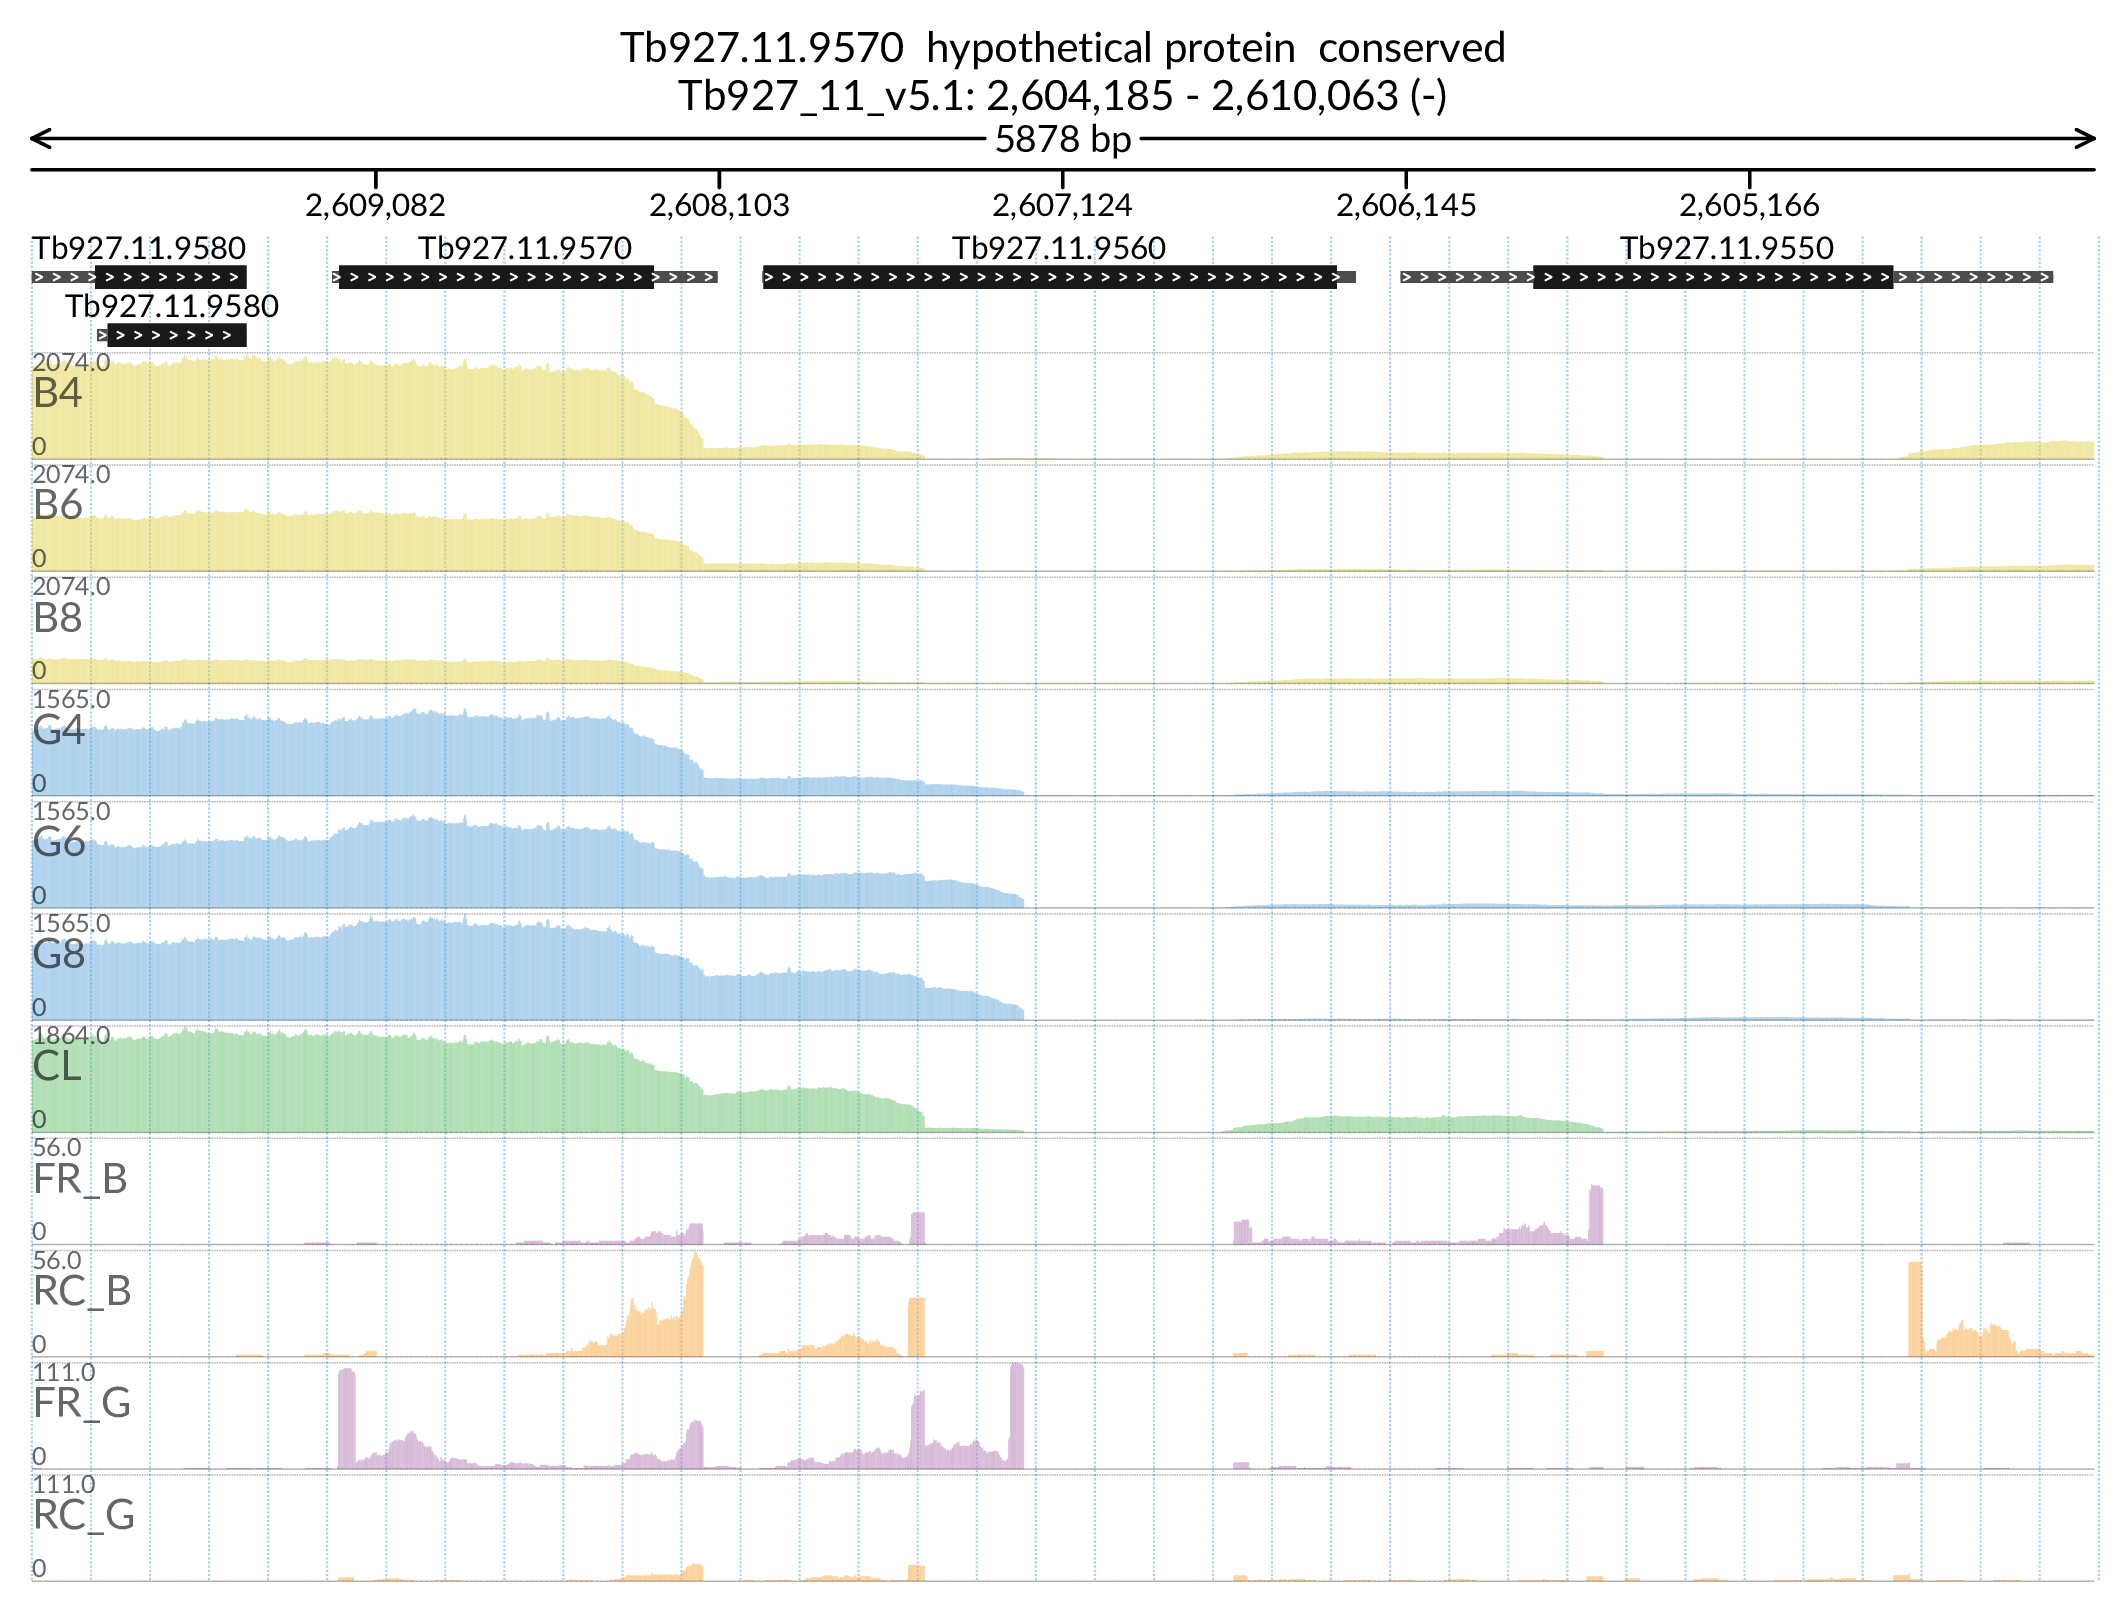 Tb927.11.9570  hypothetical protein  conserved
Tb927_11_v5.1: 2,604,185 - 2,610,063 (-)
5878 bp
2,609,082 2,608,103 2,607,124 2,606,145 2,605,166
Tb927.11.9580 Tb927.11.9570 Tb927.11.9560 Tb927.11.9550
Tb927.11.9580
2074.0
B4
0
2074.0
B6
0
2074.0
B8
0
1565.0
G4
0
1565.0
G6
0
1565.0
G8
0
1864.0
CL
0
56.0
FR_B
0
56.0
RC_B
0
111.0
FR_G
0
111.0
RC_G
0